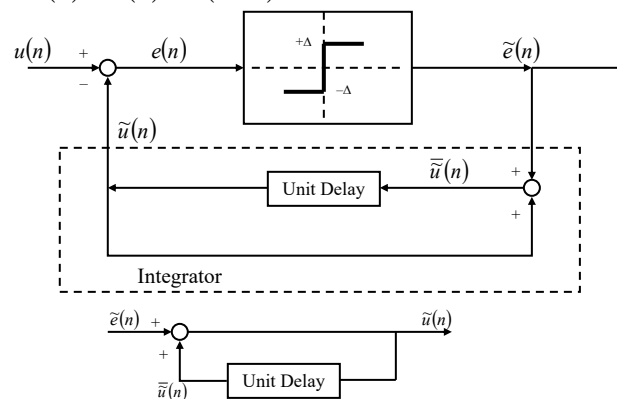 u(n)
+
−
e(n)
+Δ
−Δ
ẽ(n)
ũ(n)
Unit Delay
ũ̄(n)
+
+
Integrator
ẽ(n)
+
+
ũ(n)
Unit Delay
ũ̄(n)